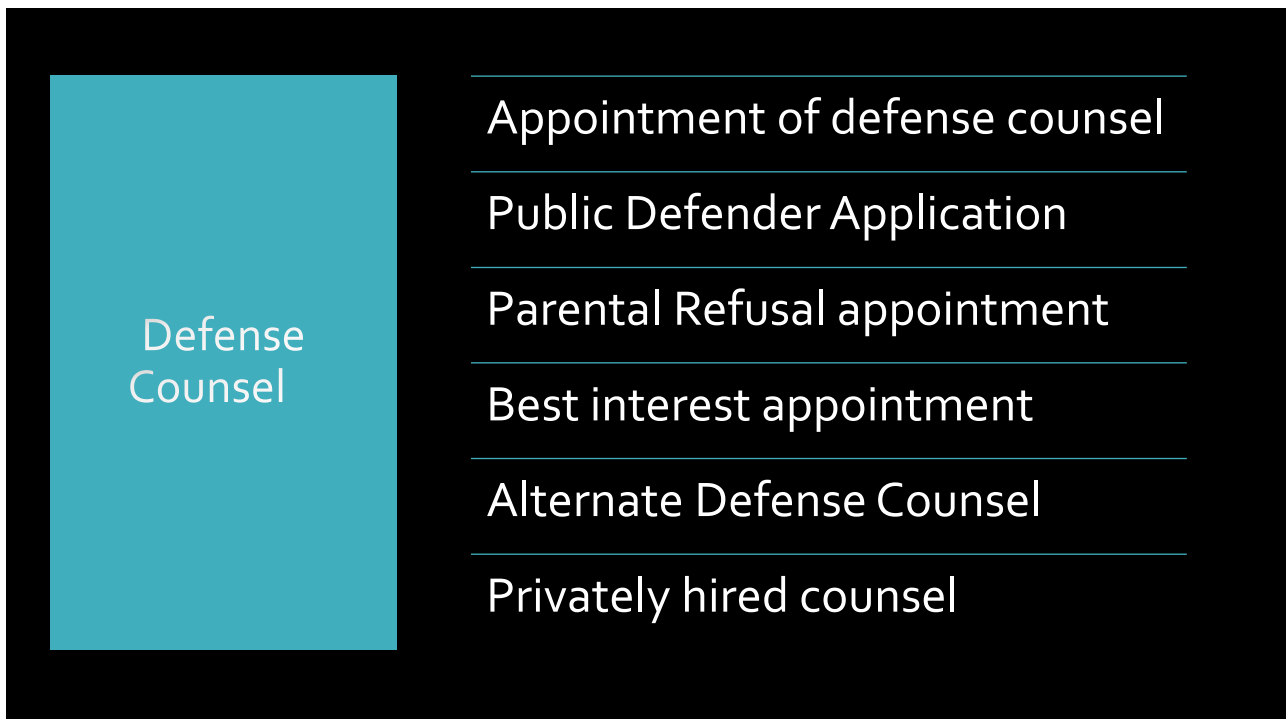 Defense
Counsel
Appointment of defense counsel
Public Defender Application
Parental Refusal appointment
Best interest appointment
Alternate Defense Counsel
Privately hired counsel